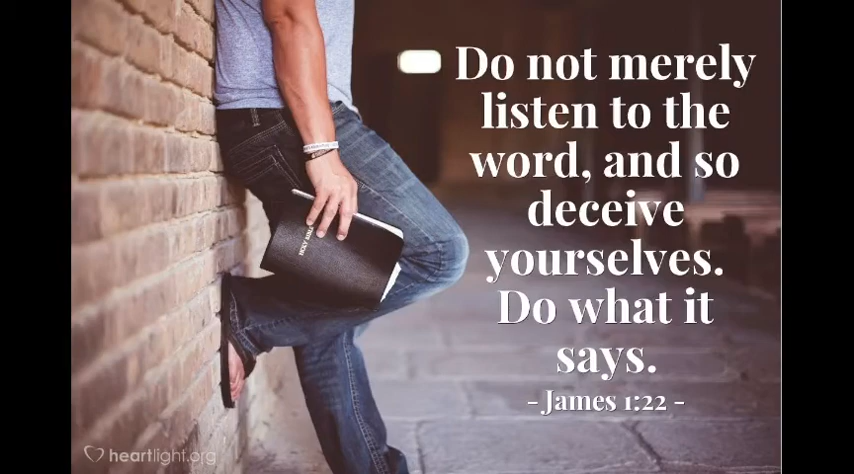 Do not merely
listen to the
word, and so
deceive
yourselves.
Do what it
says.
- James 1:22 -
HOLY BIBLE
heartlight.org